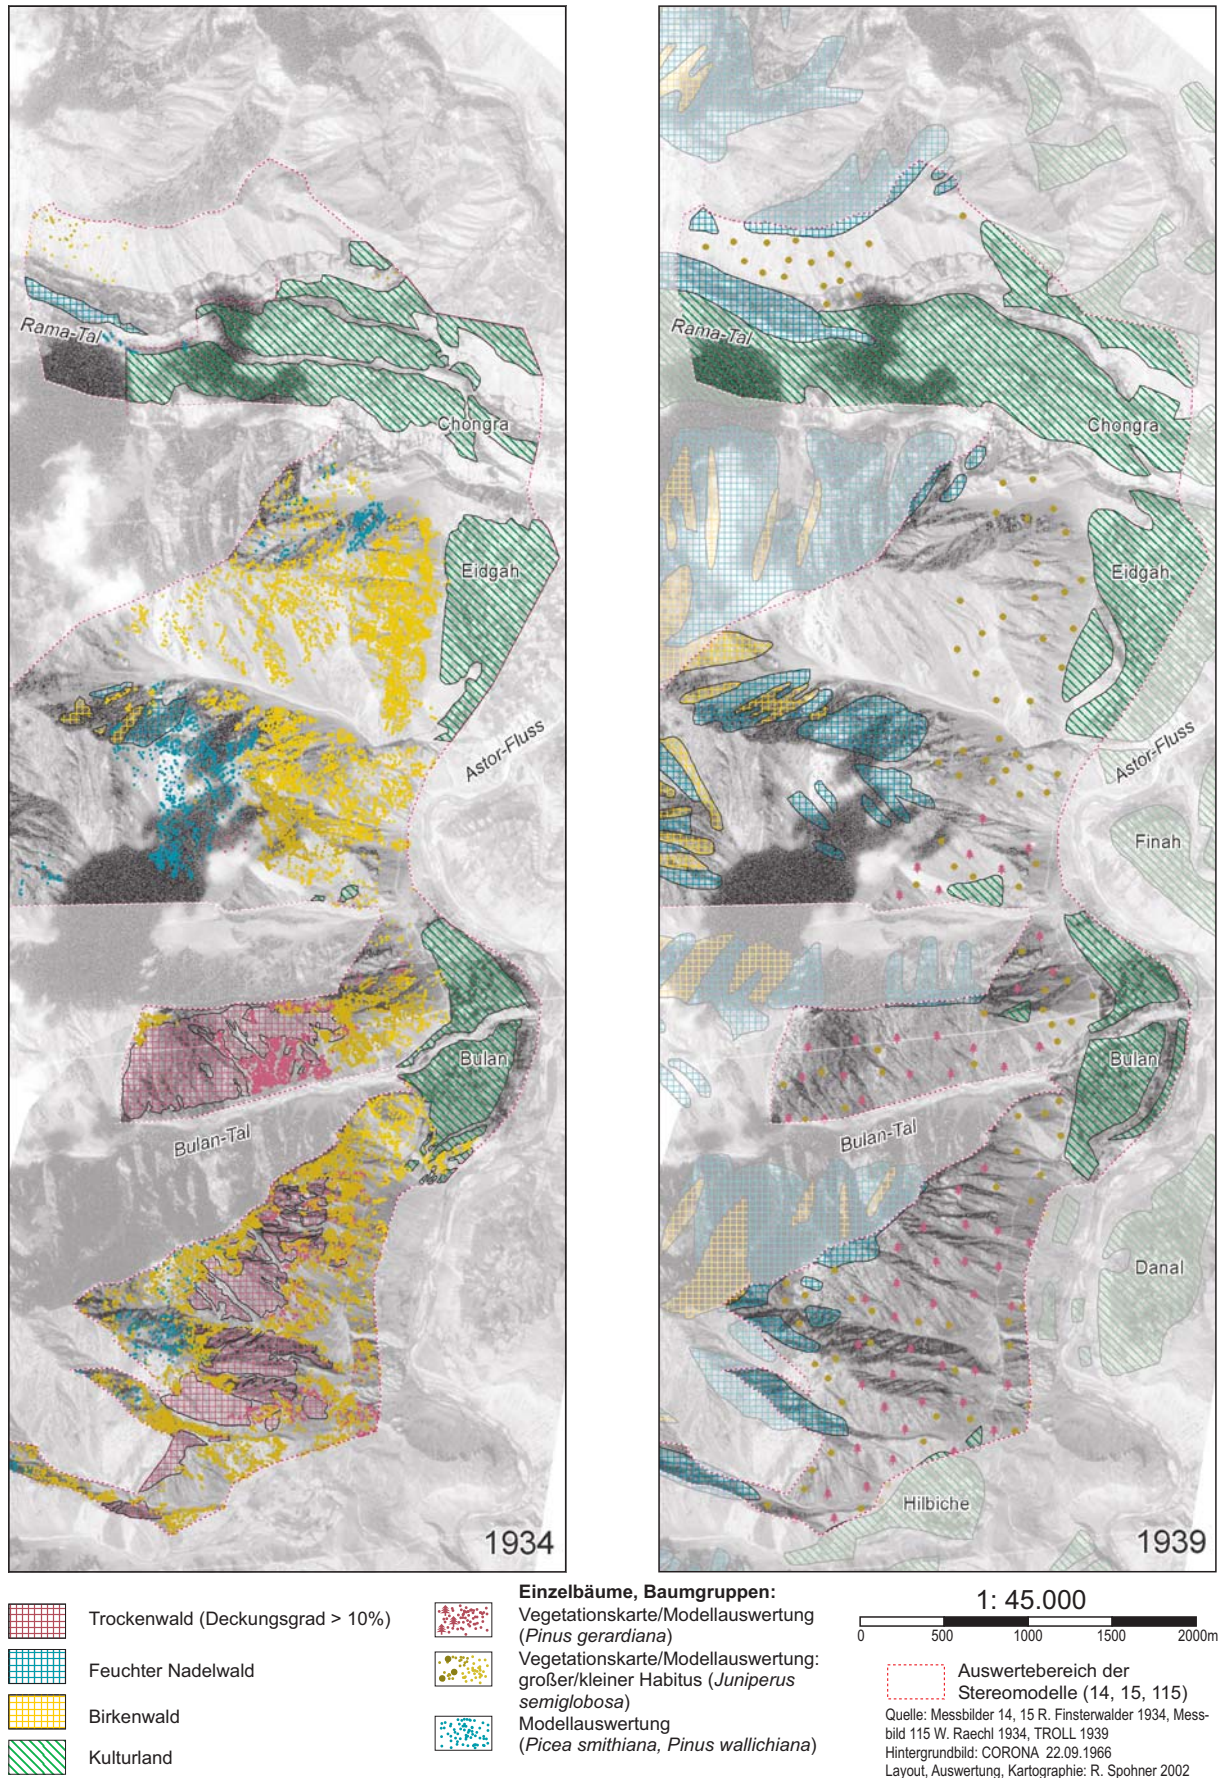 Rama-Tal
Chongra
Eidgah
Astor-Fluss
Bulan
Bulan-Tal
1934
Rama-Tal
Chongra
Eidgah
Astor-Fluss
Finah
Bulan
Bulan-Tal
Danal
Hilbiche
1939
Trockenwald (Deckungsgrad > 10%)
Feuchter Nadelwald
Birkenwald
Kulturland
Einzelbäume, Baumgruppen:
Vegetationskarte/Modellauswertung
(Pinus gerardiana)
Vegetationskarte/Modellauswertung:
großer/kleiner Habitus (Juniperus
semiglobosa)
Modellauswertung
(Picea smithiana, Pinus wallichiana)
1: 45.000
0 500 1000 1500 2000m
Auswertebereich der
Stereomodelle (14, 15, 115)
Quelle: Messbilder 14, 15 R. Finsterwalder 1934, Mess-
bild 115 W. Raechl 1934, TROLL 1939
Hintergrundbild: CORONA 22.09.1966
Layout, Auswertung, Kartographie: R. Spohner 2002